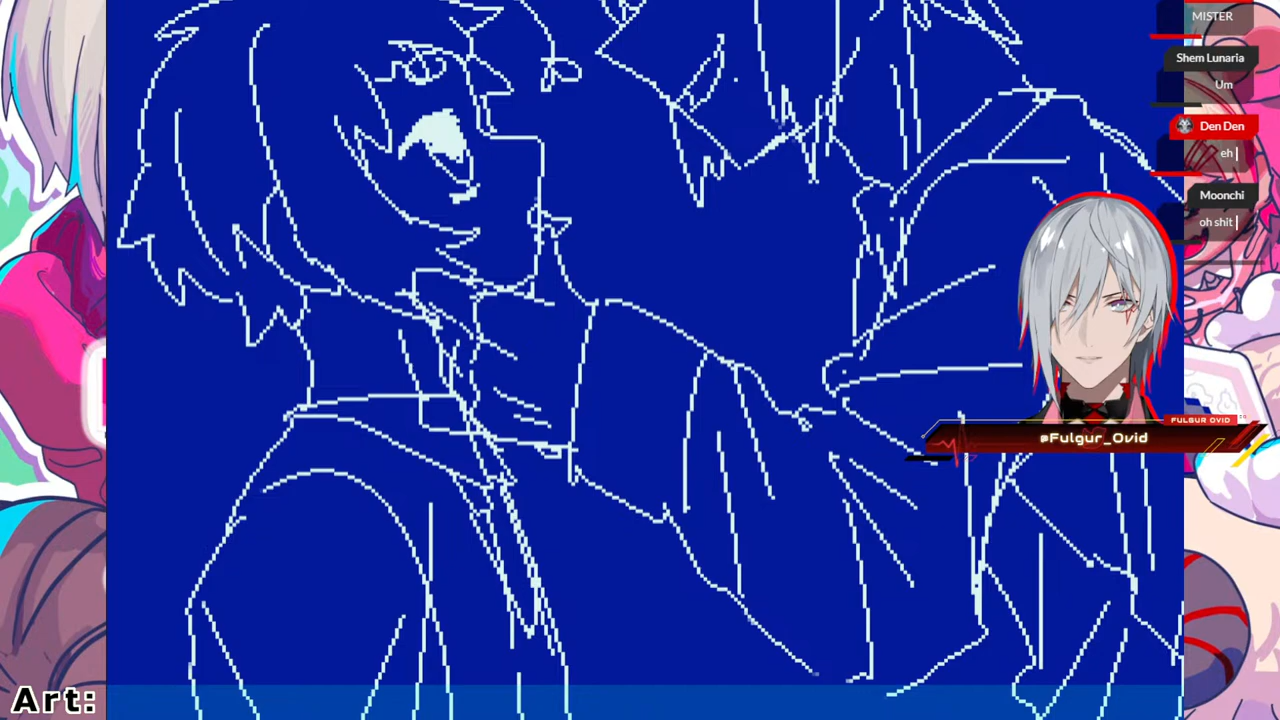 MISTER
Shem Lunaria
Um
Den Den
eh
Moonchi
oh shit
FULGUR OVID
@Fulgur_Ovid
Art: